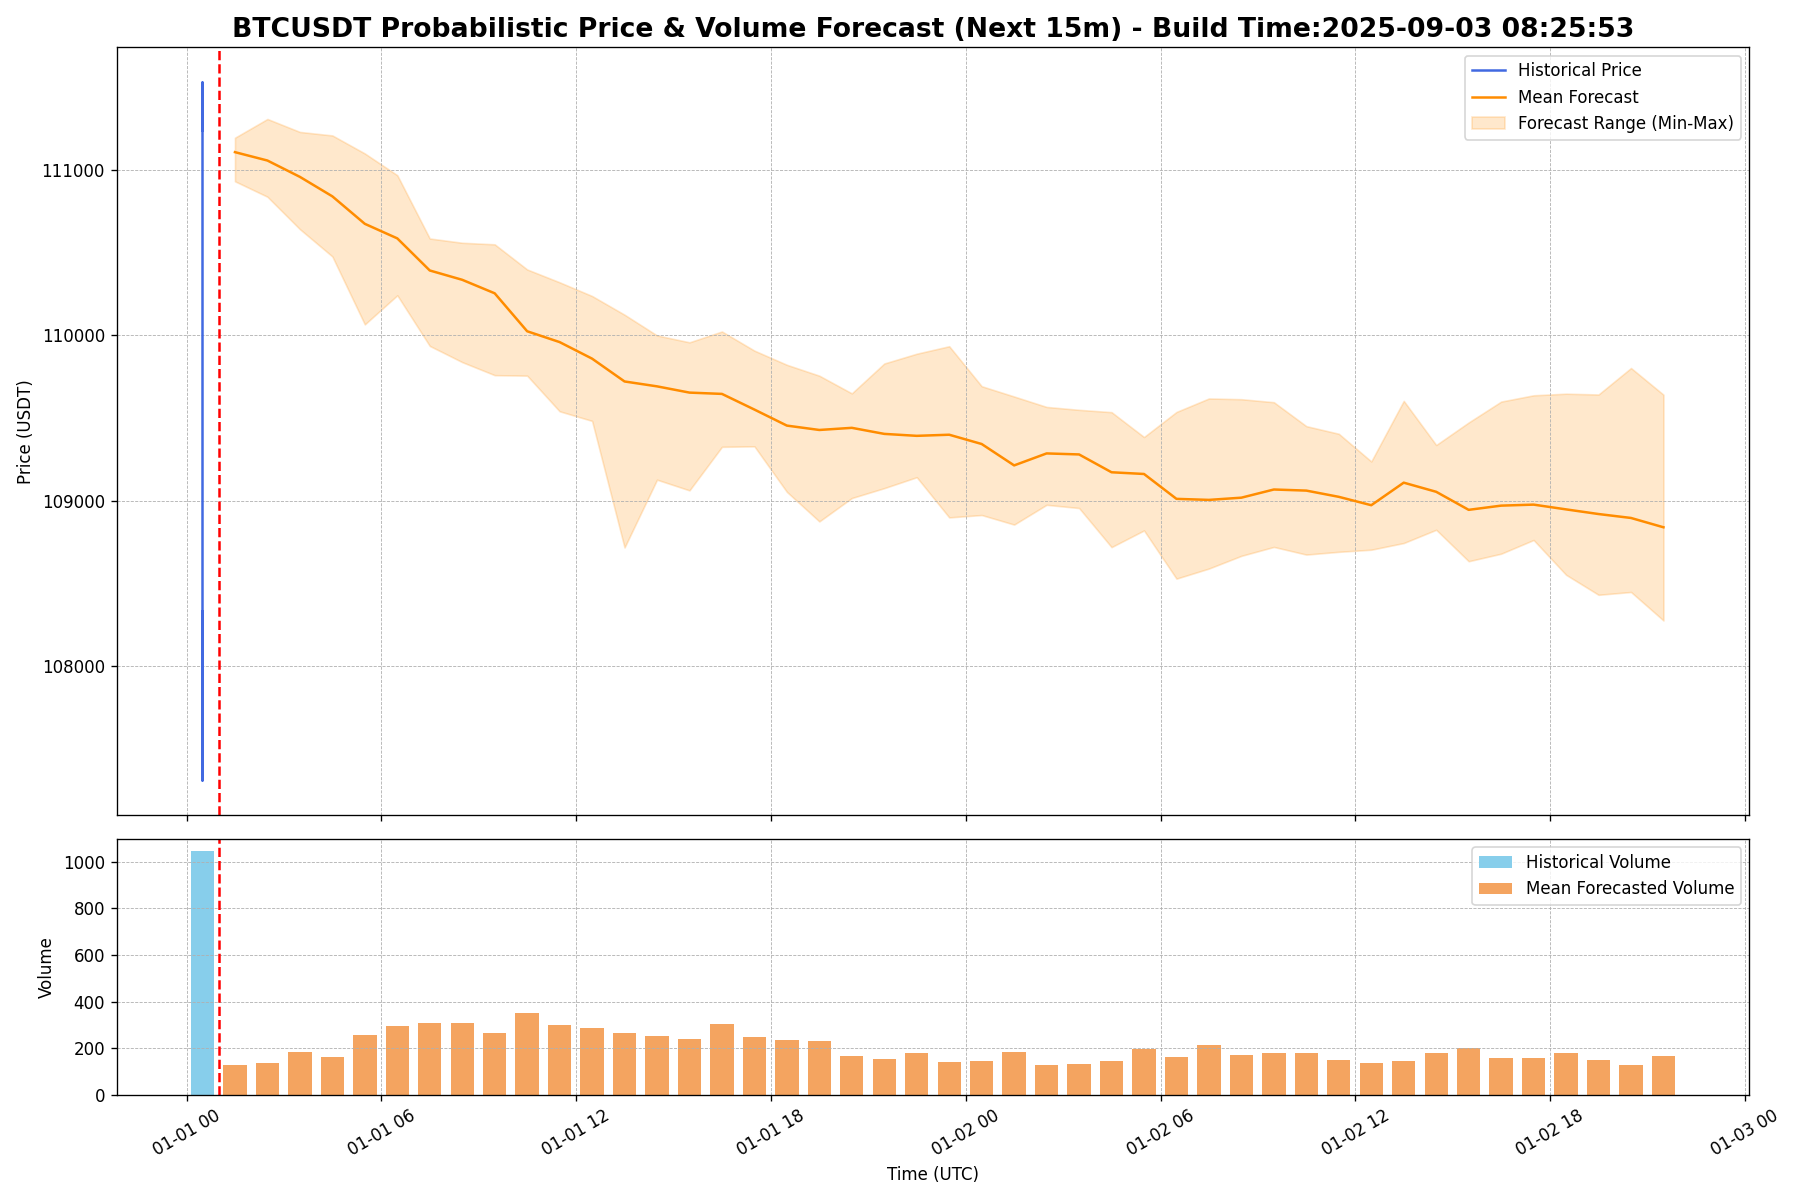 BTCUSDT Probabilistic Price & Volume Forecast (Next 15m) - Build Time:2025-09-03 08:25:53
Historical Price
Mean Forecast
Forecast Range (Min-Max)
Price (USDT)
111000
110000
109000
108000
Historical Volume
Mean Forecasted Volume
Volume
1000
800
600
400
200
0
01-01 00
01-01 06
01-01 12
01-01 18
01-02 00
01-02 06
01-02 12
01-02 18
01-03 00
Time (UTC)